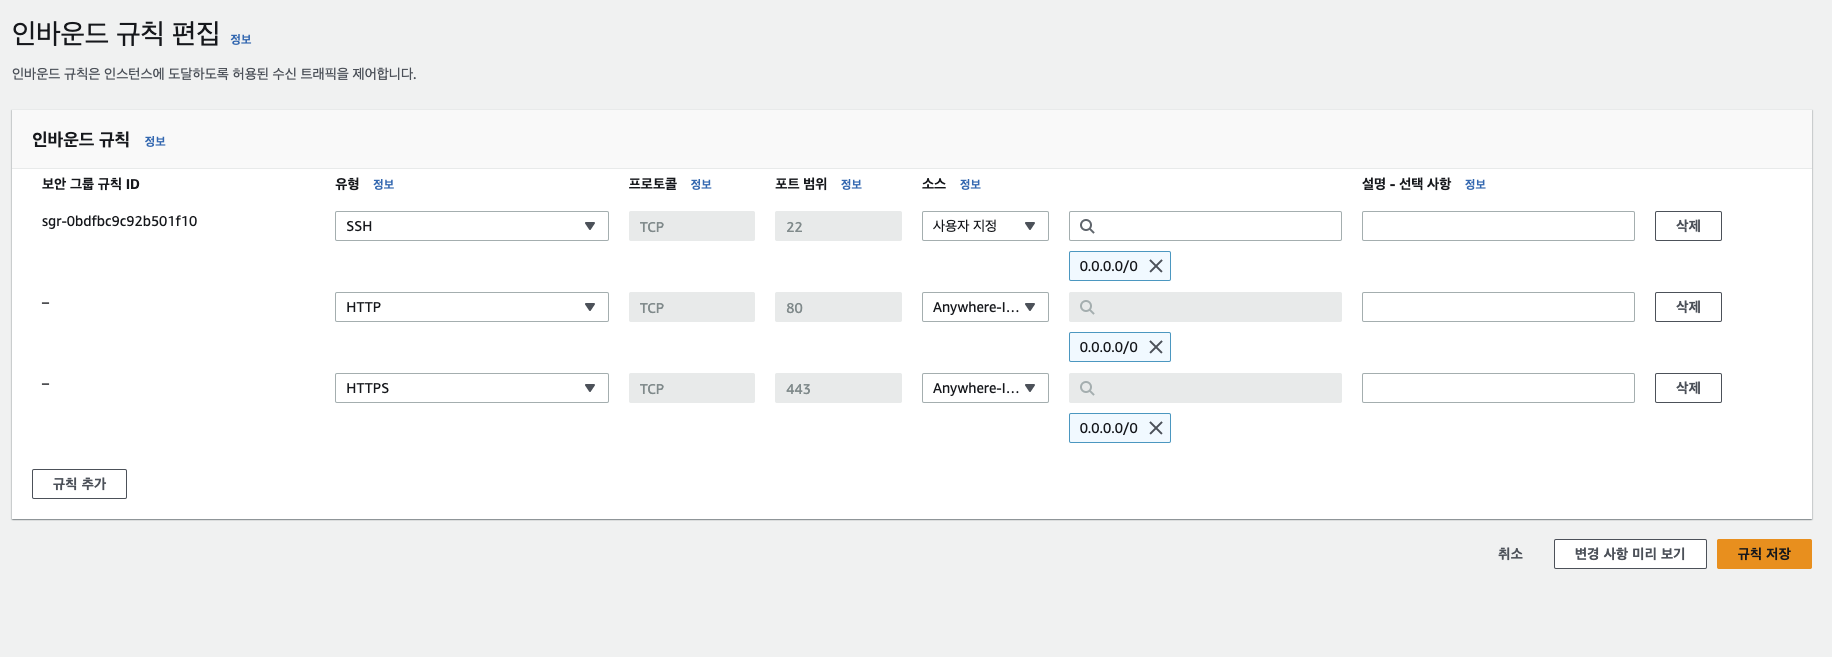 인바운드 규칙 편집 정보
인바운드 규칙은 인스턴스에 도달하도록 허용된 수신 트래픽을 제어합니다.
인바운드 규칙 정보
보안 그룹 규칙 ID 유형 정보 프로토콜 정보 포트 범위 정보 소스 정보 설명 - 선택 사항 정보
sgr-0bdfbc9c92b501f10 SSH TCP 22 사용자 지정 삭제
0.0.0.0/0
– HTTP TCP 80 Anywhere-I... 삭제
0.0.0.0/0
– HTTPS TCP 443 Anywhere-I... 삭제
0.0.0.0/0
규칙 추가
취소 변경 사항 미리 보기 규칙 저장